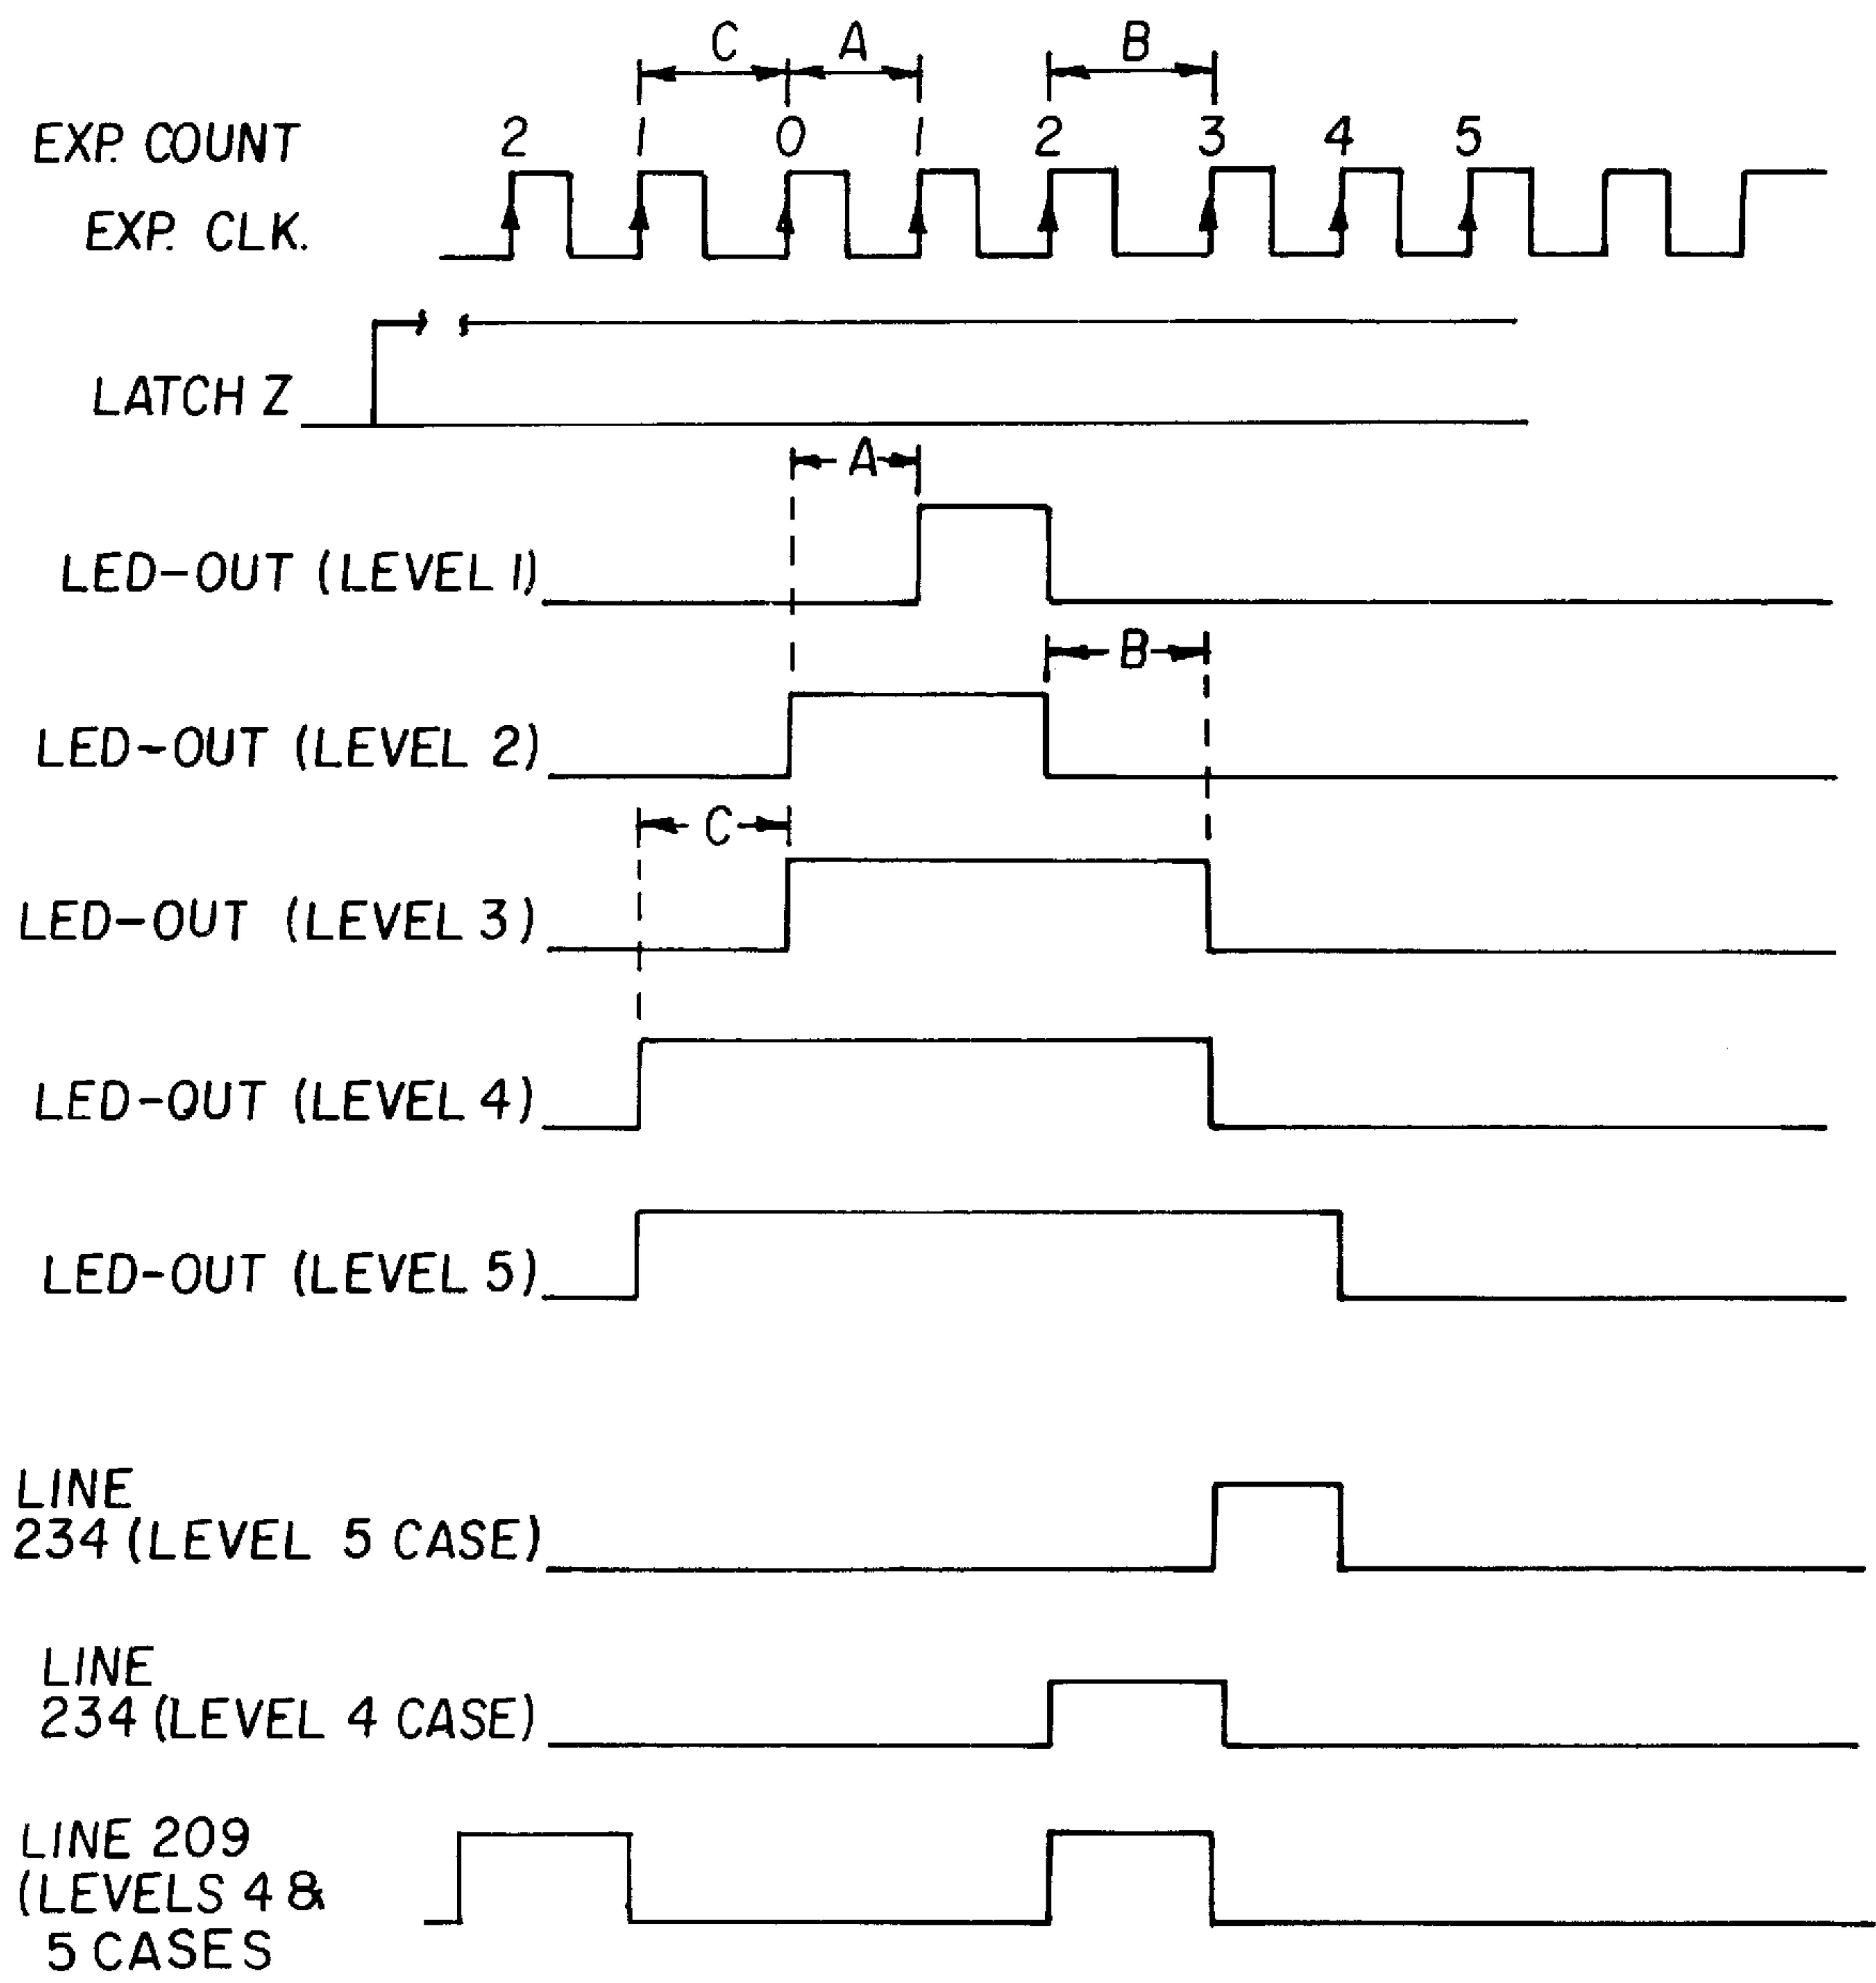 C A B
EXP. COUNT 2 1 0 1 2 3 4 5
EXP. CLK.
LATCH Z
A
LED-OUT (LEVEL 1)
B
LED-OUT (LEVEL 2)
C
LED-OUT (LEVEL 3)
LED-OUT (LEVEL 4)
LED-OUT (LEVEL 5)
LINE
234 (LEVEL 5 CASE)
LINE
234 (LEVEL 4 CASE)
LINE 209
(LEVELS 4 &
5 CASES